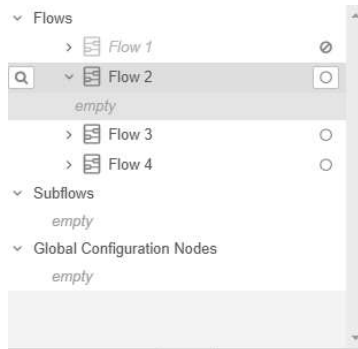 Flows
Flow 1
Flow 2
empty
Flow 3
Flow 4
Subflows
empty
Global Configuration Nodes
empty